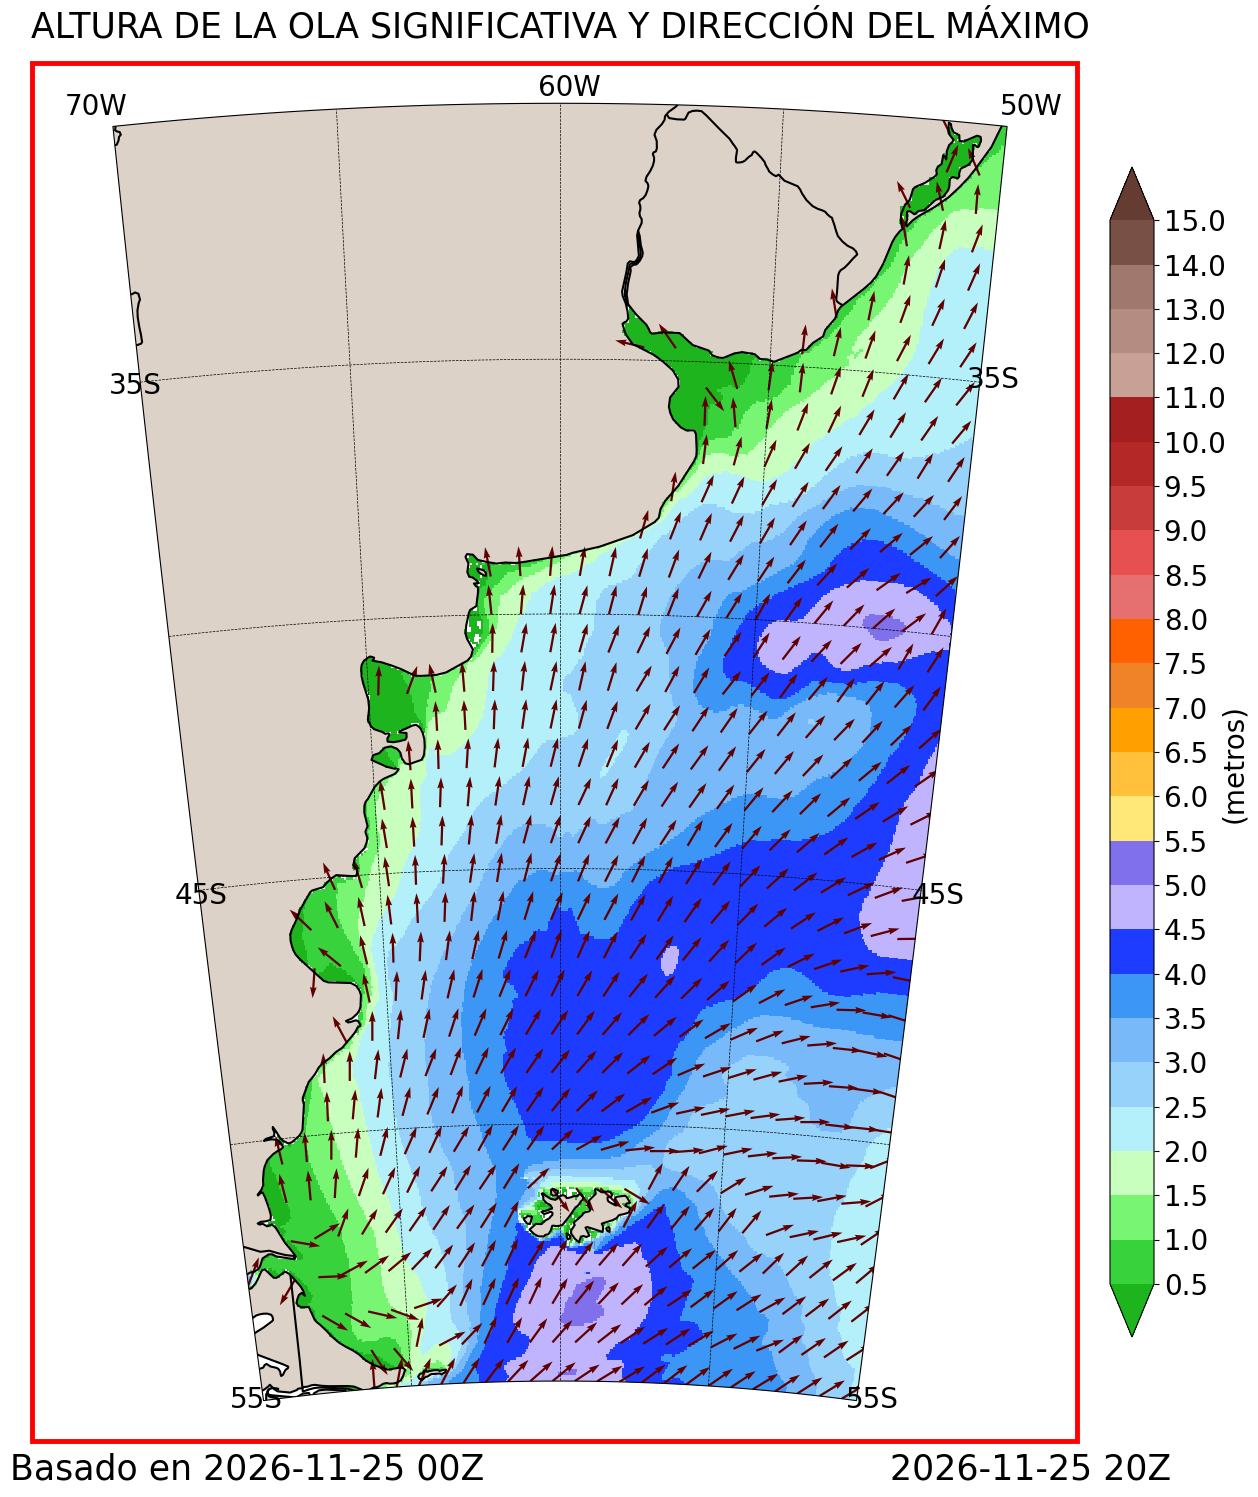 ALTURA DE LA OLA SIGNIFICATIVA Y DIRECCIÓN DEL MÁXIMO
70W
60W
50W
35S
35S
45S
45S
55S
55S
15.0
14.0
13.0
12.0
11.0
10.0
9.5
9.0
8.5
8.0
7.5
7.0
6.5
6.0
5.5
5.0
4.5
4.0
3.5
3.0
2.5
2.0
1.5
1.0
0.5
(metros)
Basado en 2026-11-25 00Z
2026-11-25 20Z